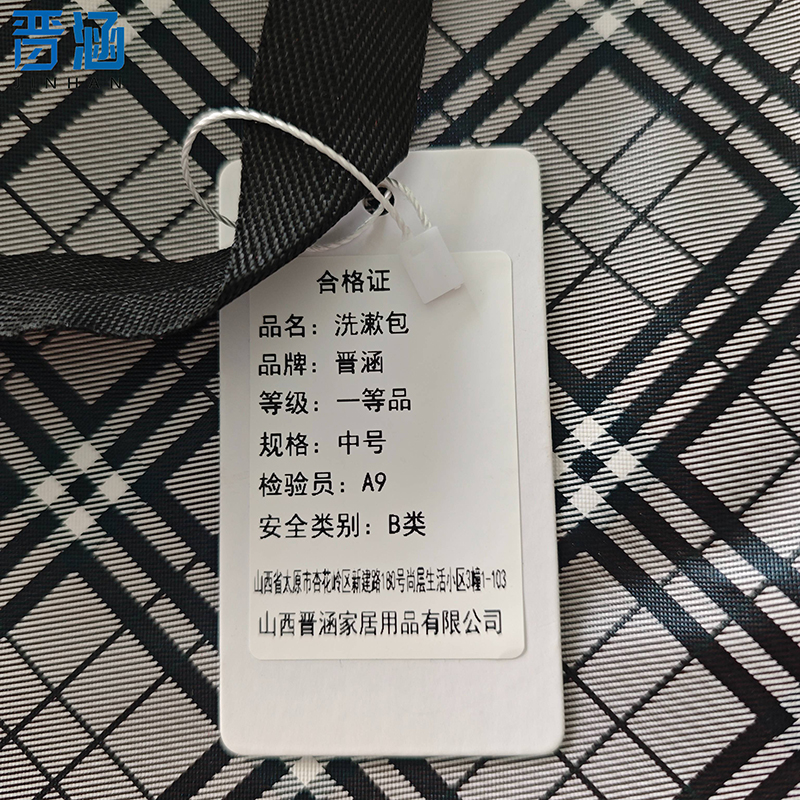 晋涵
INHAN
合格证
品名：洗漱包
品牌：晋涵
等级：一等品
规格：中号
检验员：A9
安全类别：B类
山西省太原市杏花岭区新建路160号尚层生活小区3幢1-103
山西晋涵家居用品有限公司